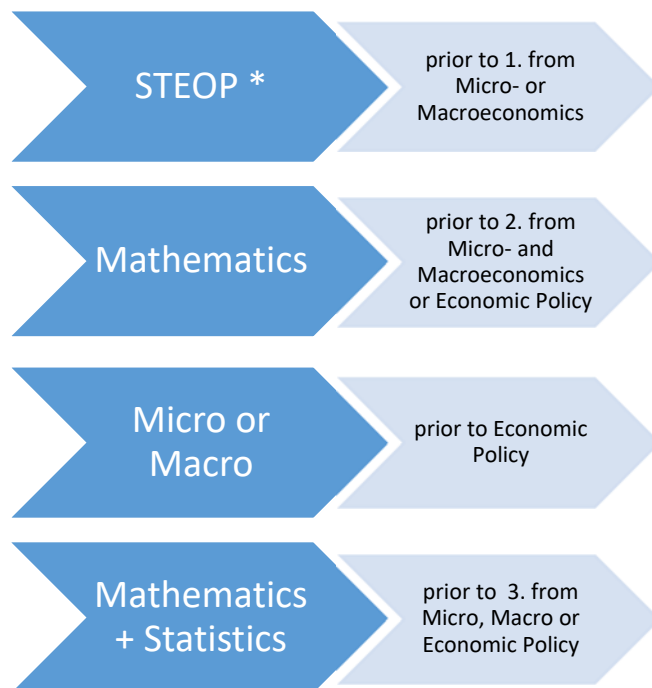 STEOP *
prior to 1. from
Micro- or
Macroeconomics
Mathematics
prior to 2. from
Micro- and
Macroeconomics
or Economic Policy
Micro or
Macro
prior to Economic
Policy
Mathematics
+ Statistics
prior to  3. from
Micro, Macro or
Economic Policy